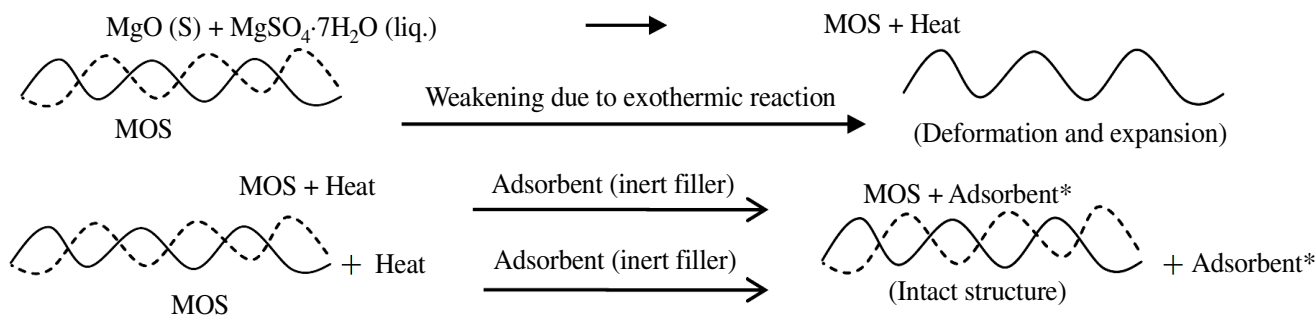 MgO (S) + MgSO₄·7H₂O (liq.) → MOS + Heat
MOS
Weakening due to exothermic reaction
(Deformation and expansion)
MOS + Heat
Adsorbent (inert filler)
MOS + Adsorbent*
+ Heat
Adsorbent (inert filler)
+ Adsorbent*
MOS
(Intact structure)